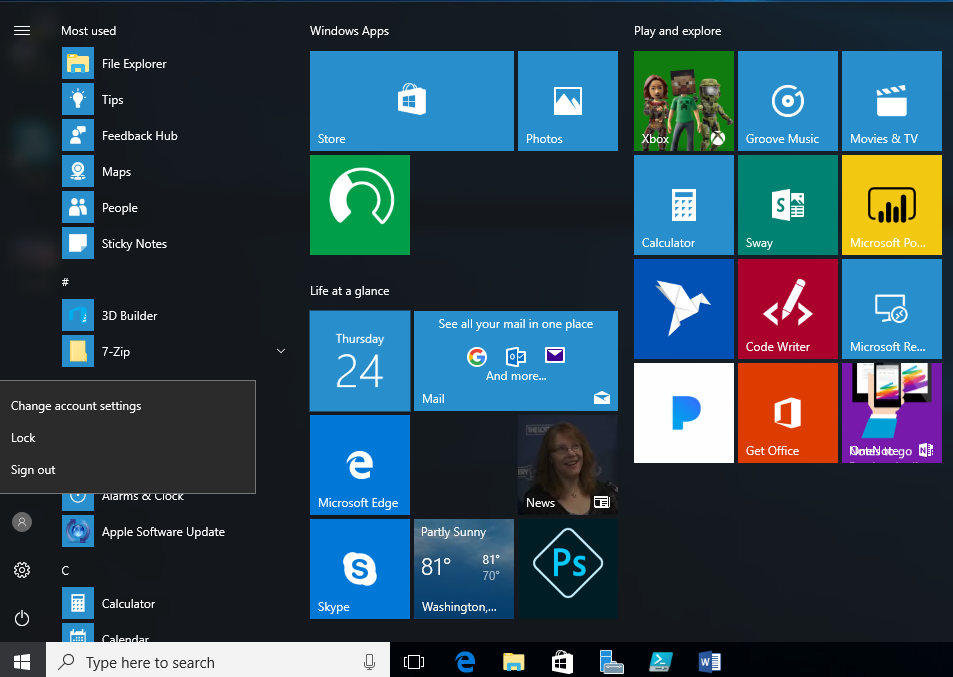 Most used
File Explorer
Tips
Feedback Hub
Maps
People
Sticky Notes
#
3D Builder
7-Zip
Change account settings
Lock
Sign out
Alarms & Clock
Apple Software Update
C
Calculator
Calendar
Windows Apps
Store
Photos
Life at a glance
Thursday
24
See all your mail in one place
And more...
Mail
Microsoft Edge
News
Skype
Partly Sunny
81°
81°
70°
Washington,...
Ps
Play and explore
Xbox
Groove Music
Movies & TV
Calculator
Sway
Microsoft Po...
Code Writer
Microsoft Re...
Get Office
Type here to search